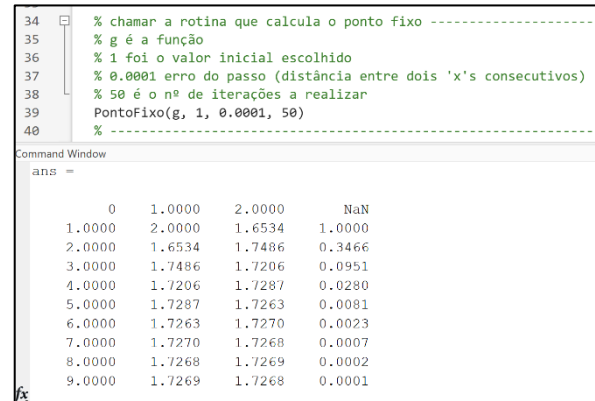 34 % chamar a rotina que calcula o ponto fixo ---------------------
35 % g é a função
36 % 1 foi o valor inicial escolhido
37 % 0.0001 erro do passo (distância entre dois 'x's consecutivos)
38 % 50 é o nº de iterações a realizar
39 PontoFixo(g, 1, 0.0001, 50)
40 % ---------------------------------------------------------------
Command Window
ans =
0 1.0000 2.0000 NaN
1.0000 2.0000 1.6534 1.0000
2.0000 1.6534 1.7486 0.3466
3.0000 1.7486 1.7206 0.0951
4.0000 1.7206 1.7287 0.0280
5.0000 1.7287 1.7263 0.0081
6.0000 1.7263 1.7270 0.0023
7.0000 1.7270 1.7268 0.0007
8.0000 1.7268 1.7269 0.0002
9.0000 1.7269 1.7268 0.0001
fx